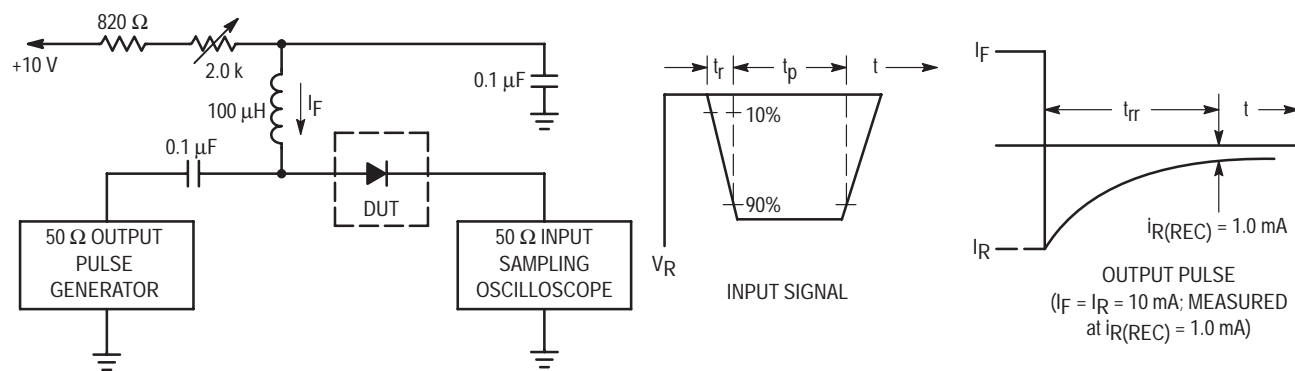 820 Ω
+10 V
2.0 k
0.1 µF
100 µH
IF
0.1 µF
DUT
50 Ω OUTPUT
PULSE
GENERATOR
50 Ω INPUT
SAMPLING
OSCILLOSCOPE
tr
tp
t
10%
90%
VR
INPUT SIGNAL
IF
trr
t
iR(REC) = 1.0 mA
IR
OUTPUT PULSE
(IF = IR = 10 mA; MEASURED
at iR(REC) = 1.0 mA)